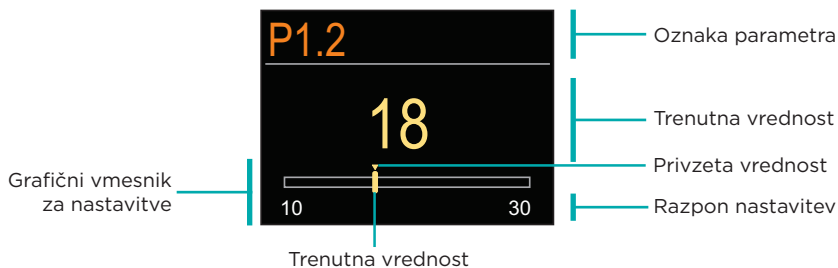 P1.2
Oznaka parametra
18
Trenutna vrednost
Privzeta vrednost
Grafični vmesnik
za nastavitve
10
30
Razpon nastavitev
Trenutna vrednost